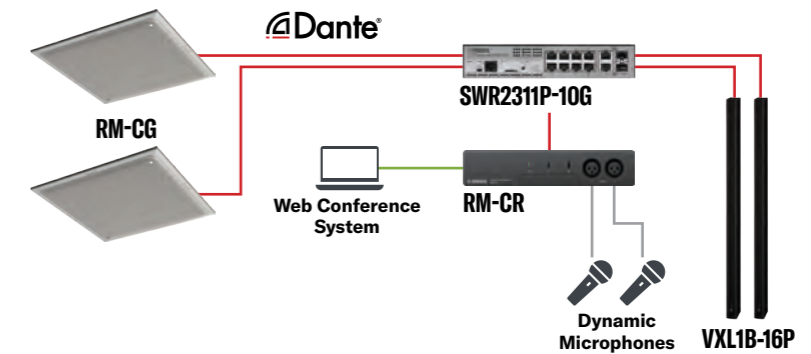 Dante®
SWR2311P-10G
RM-CG
Web Conference
System
RM-CR
Dynamic
Microphones
VXL1B-16P